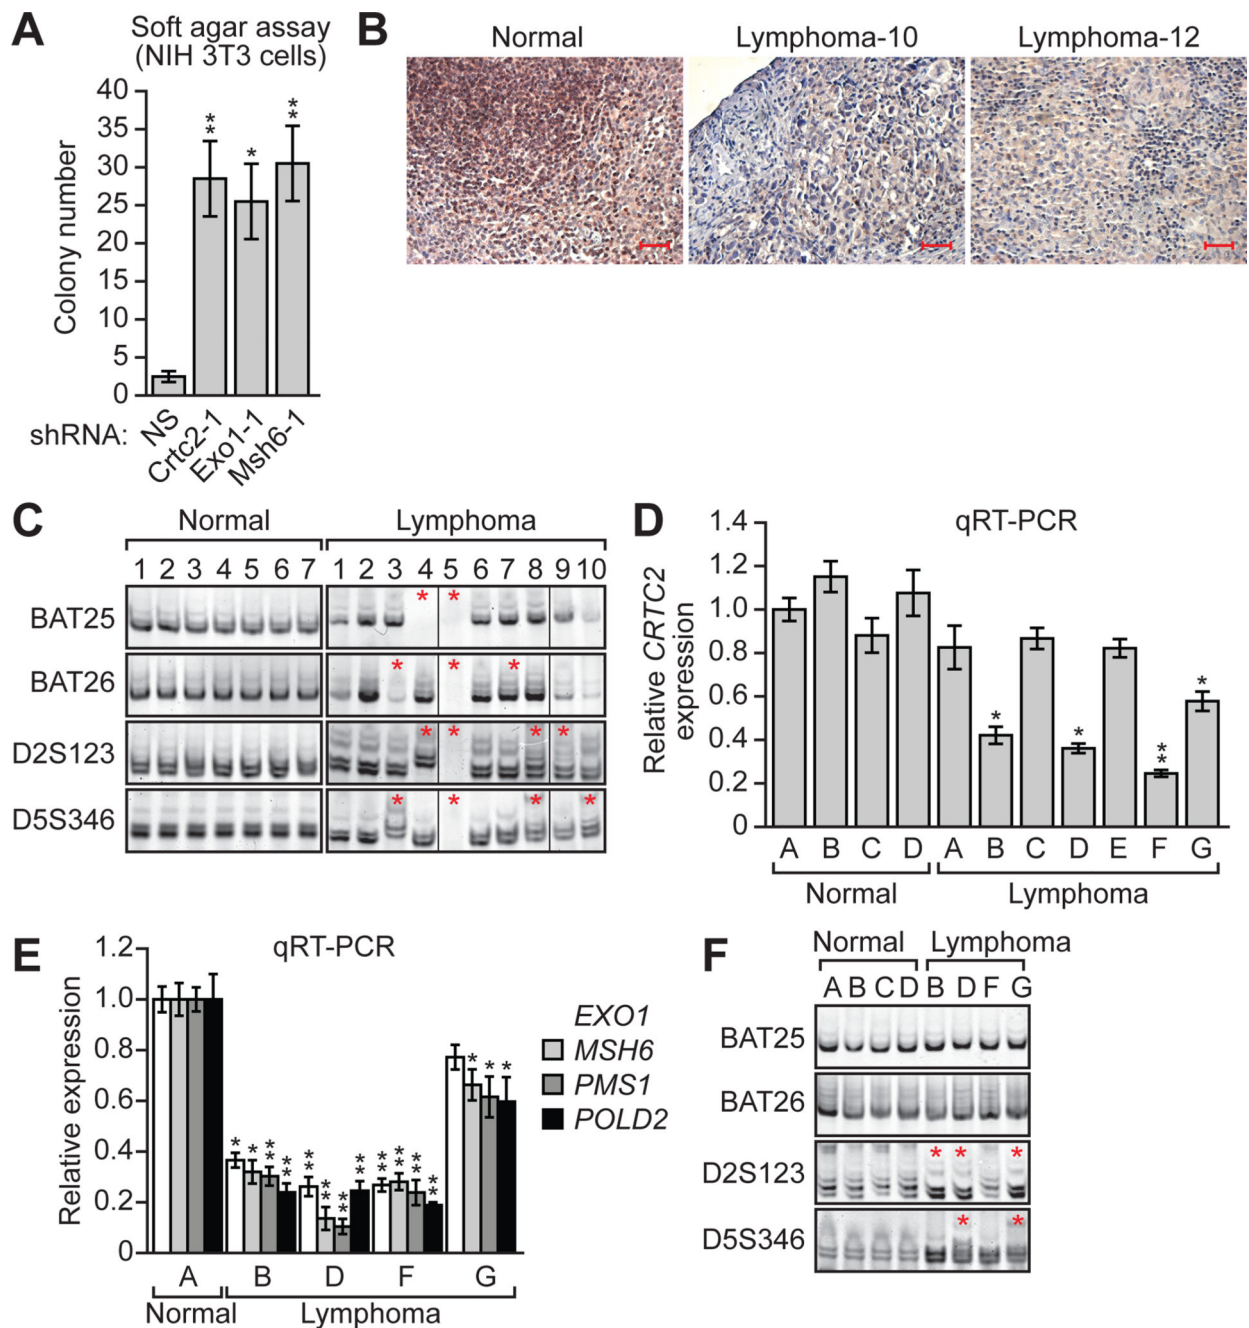 A
Soft agar assay
(NIH 3T3 cells)
Colony number
40
35
30
25
20
15
10
5
0
**
*
**
shRNA:
NS
Crtc2-1
Exo1-1
Msh6-1
B
Normal
Lymphoma-10
Lymphoma-12
C
Normal
Lymphoma
1 2 3 4 5 6 7
1 2 3 4 5 6 7 8 9 10
BAT25
* *
BAT26
* * *
D2S123
* * * *
D5S346
* * * *
D
qRT-PCR
Relative CRTC2
expression
1.4
1.2
1.0
0.8
0.6
0.4
0.2
0
* * ** *
A B C D A B C D E F G
Normal
Lymphoma
E
qRT-PCR
Relative expression
1.2
1.0
0.8
0.6
0.4
0.2
0
* * ** **
** ** ** **
** ** ** **
* * *
EXO1
MSH6
PMS1
POLD2
A B D F G
Normal
Lymphoma
F
Normal
Lymphoma
A B C D B D F G
BAT25
BAT26
D2S123
* * *
D5S346
* *